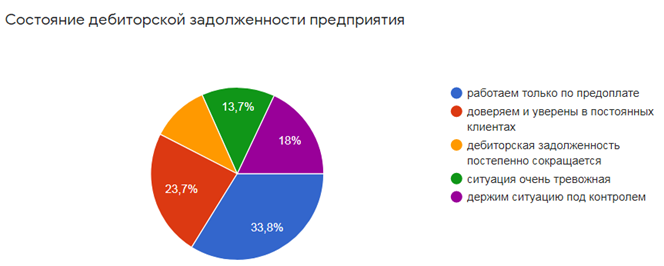 Состояние дебиторской задолженности предприятия
13,7%
18%
23,7%
33,8%
работаем только по предоплате
доверяем и уверены в постоянных
клиентах
дебиторская задолженность
постепенно сокращается
ситуация очень тревожная
держим ситуацию под контролем